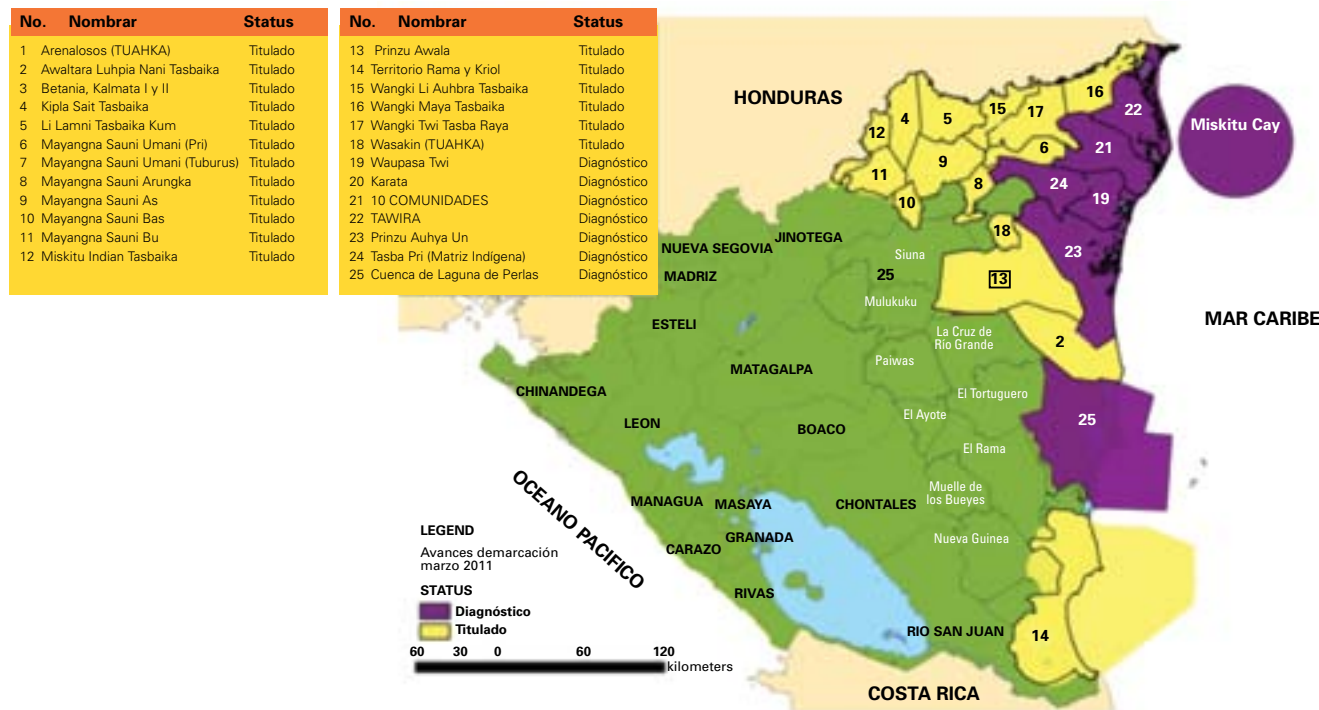 No. Nombrar Status
1 Arenalosos (TUAHKA) Titulado
2 Awaltara Luhpia Nani Tasbaika Titulado
3 Betania, Kalmata I y II Titulado
4 Kipla Sait Tasbaika Titulado
5 Li Lamni Tasbaika Kum Titulado
6 Mayangna Sauni Umani (Pri) Titulado
7 Mayangna Sauni Umani (Tuburus) Titulado
8 Mayangna Sauni Arungka Titulado
9 Mayangna Sauni As Titulado
10 Mayangna Sauni Bas Titulado
11 Mayangna Sauni Bu Titulado
12 Miskitu Indian Tasbaika Titulado
No. Nombrar Status
13 Prinzu Awala Titulado
14 Territorio Rama y Kriol Titulado
15 Wangki Li Auhbra Tasbaika Titulado
16 Wangki Maya Tasbaika Titulado
17 Wangki Twi Tasba Raya Titulado
18 Wasakin (TUAHKA) Titulado
19 Waupasa Twi Diagnóstico
20 Karata Diagnóstico
21 10 COMUNIDADES Diagnóstico
22 TAWIRA Diagnóstico
23 Prinzu Auhya Un Diagnóstico
24 Tasba Pri (Matriz Indígena) Diagnóstico
25 Cuenca de Laguna de Perlas Diagnóstico
HONDURAS
16
22
Miskitu Cay
15
17
4
5
12
21
6
9
11
8
24
19
10
18
JINOTEGA
NUEVA SEGOVIA
Siuna
23
25
13
MADRIZ
Mulukuku
MAR CARIBE
ESTELI
La Cruz de
Río Grande
2
Paiwas
MATAGALPA
CHINANDEGA
El Tortuguero
El Ayote
25
LEON
BOACO
El Rama
Muelle de
los Bueyes
OCEANO PACIFICO
MANAGUA
MASAYA
CHONTALES
GRANADA
Nueva Guinea
CARAZO
RIVAS
RIO SAN JUAN
14
COSTA RICA
LEGEND
Avances demarcación
marzo 2011
STATUS
Diagnóstico
Titulado
60 30 0 60 120
kilometers